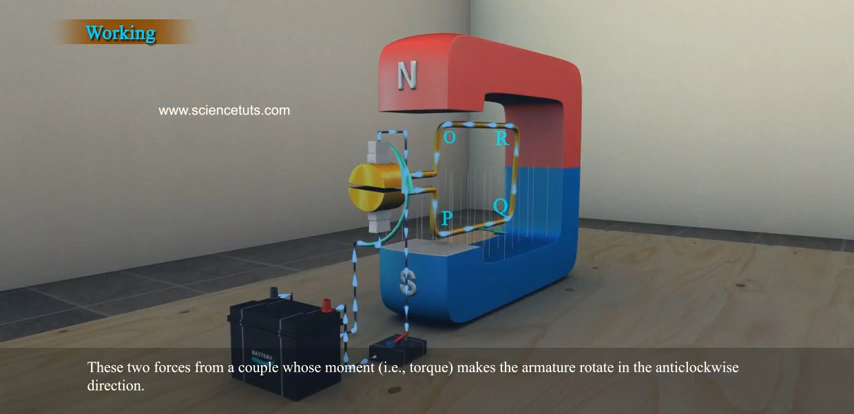 Working
www.sciencetuts.com
N
O
R
P
Q
S
BATTERY
These two forces from a couple whose moment (i.e., torque) makes the armature rotate in the anticlockwise
direction.